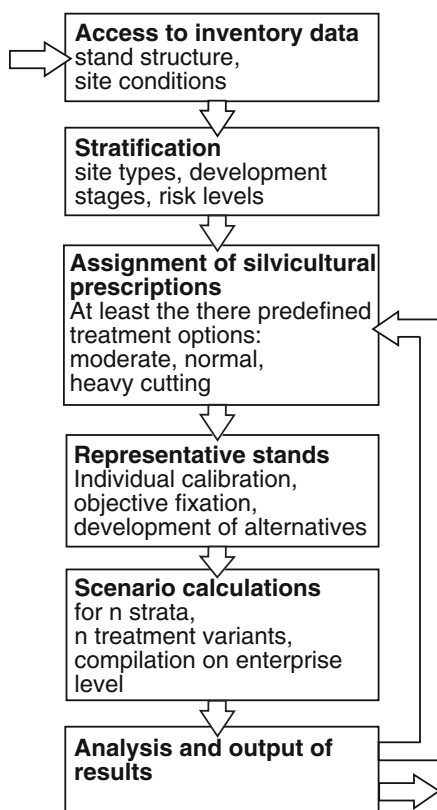 Access to inventory data
stand structure,
site conditions
Stratification
site types, development
stages, risk levels
Assignment of silvicultural
prescriptions
At least the there predefined
treatment options:
moderate, normal,
heavy cutting
Representative stands
Individual calibration,
objective fixation,
development of alternatives
Scenario calculations
for n strata,
n treatment variants,
compilation on enterprise
level
Analysis and output of
results